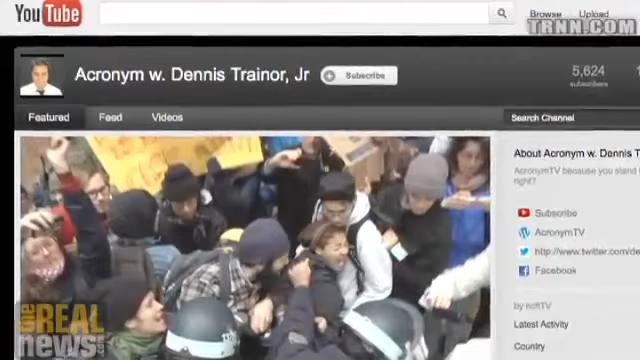 YouTube
Browse Upload
TRNN.COM
Acronym w. Dennis Trainor, Jr
Subscribe
5,624
subscribers
Featured Feed Videos
Search Channel
About Acronym w. Dennis T
AcronymTV because you stand
right?
Subscribe
AcronymTV
http://www.twitter.com/de
Facebook
by
Latest Activity
Country
the REAL
news.com